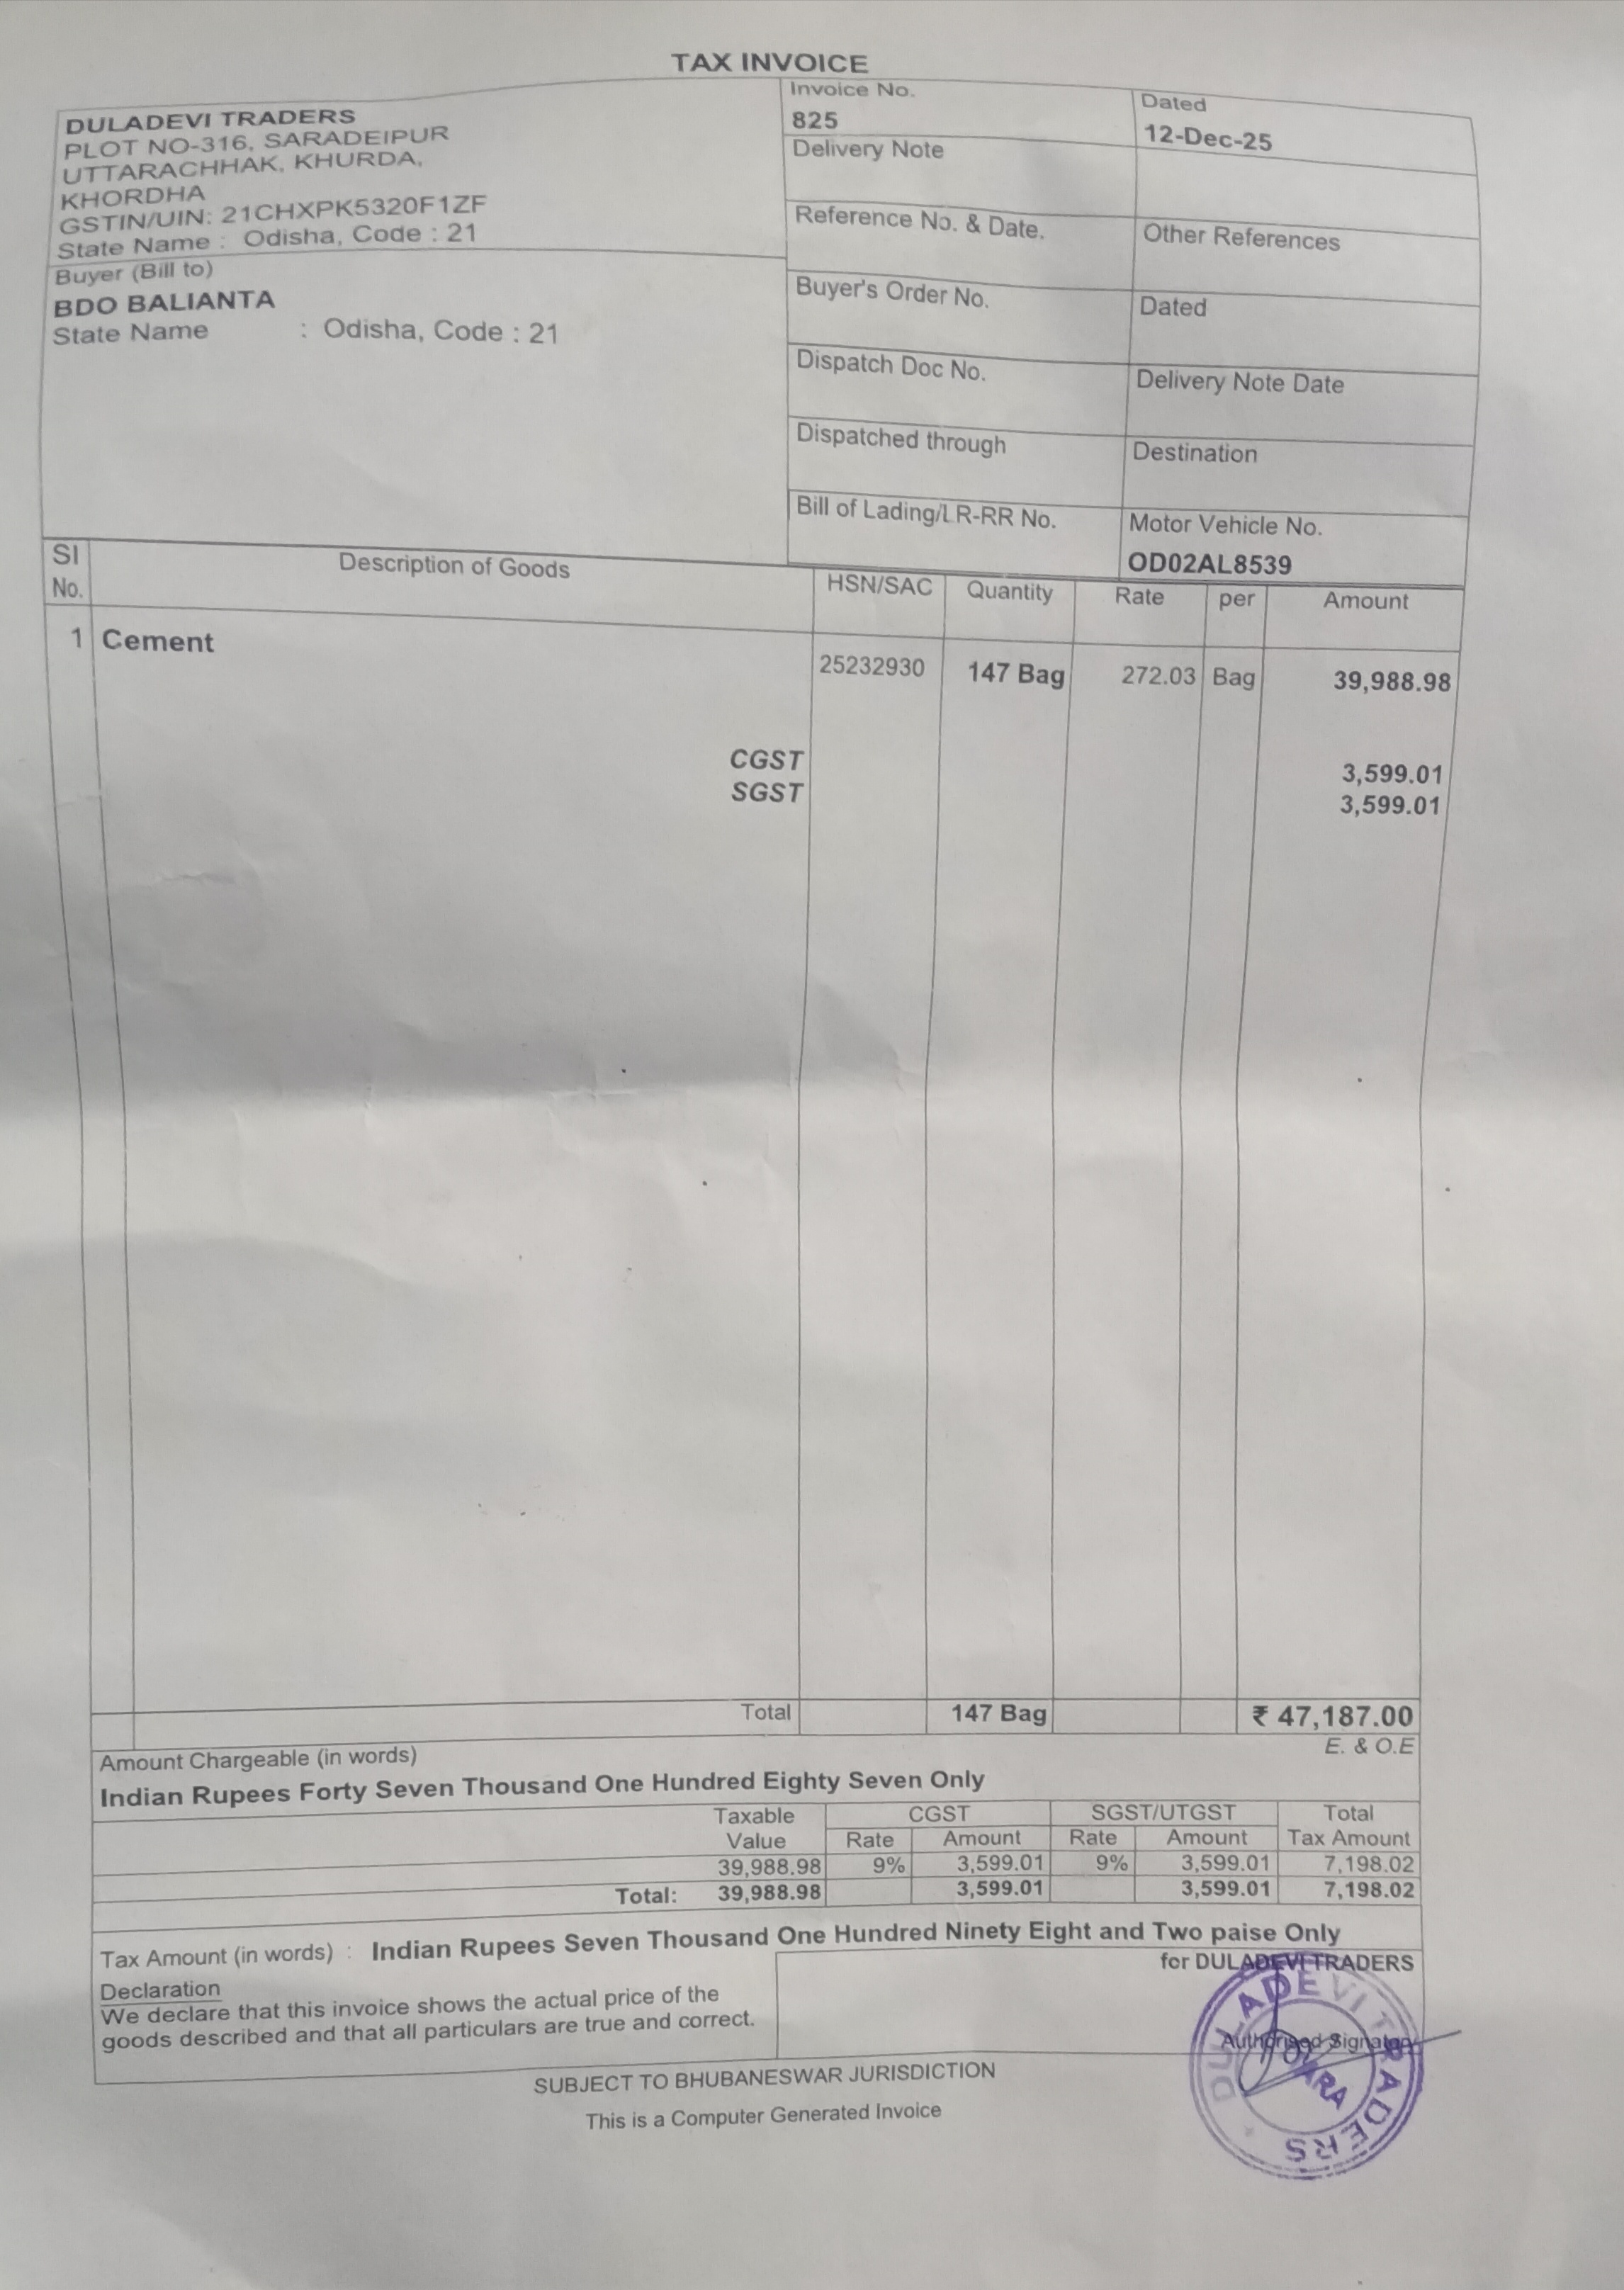 TAX INVOICE
DULADEVI TRADERS
PLOT NO-316, SARADEIPUR
UTTARACHHAK, KHURDA,
KHORDHA
GSTIN/UIN: 21CHXPK5320F1ZF
State Name : Odisha, Code : 21
Buyer (Bill to)
BDO BALIANTA
State Name : Odisha, Code : 21
Invoice No.
825
Dated
12-Dec-25
Delivery Note
Reference No. & Date.
Other References
Buyer's Order No.
Dated
Dispatch Doc No.
Delivery Note Date
Dispatched through
Destination
Bill of Lading/LR-RR No.
Motor Vehicle No.
OD02AL8539
SI No. Description of Goods HSN/SAC Quantity Rate per Amount
1 Cement 25232930 147 Bag 272.03 Bag 39,988.98
CGST 3,599.01
SGST 3,599.01
Total 147 Bag ₹ 47,187.00
Amount Chargeable (in words) E. & O.E
Indian Rupees Forty Seven Thousand One Hundred Eighty Seven Only
Taxable Value CGST SGST/UTGST Total Tax Amount
Rate Amount Rate Amount
39,988.98 9% 3,599.01 9% 3,599.01 7,198.02
Total: 39,988.98 3,599.01 3,599.01 7,198.02
Tax Amount (in words) : Indian Rupees Seven Thousand One Hundred Ninety Eight and Two paise Only
Declaration
We declare that this invoice shows the actual price of the
goods described and that all particulars are true and correct.
for DULADEVI TRADERS
Authorised Signatory
DULADEVI TRADERS
SUBJECT TO BHUBANESWAR JURISDICTION
This is a Computer Generated Invoice